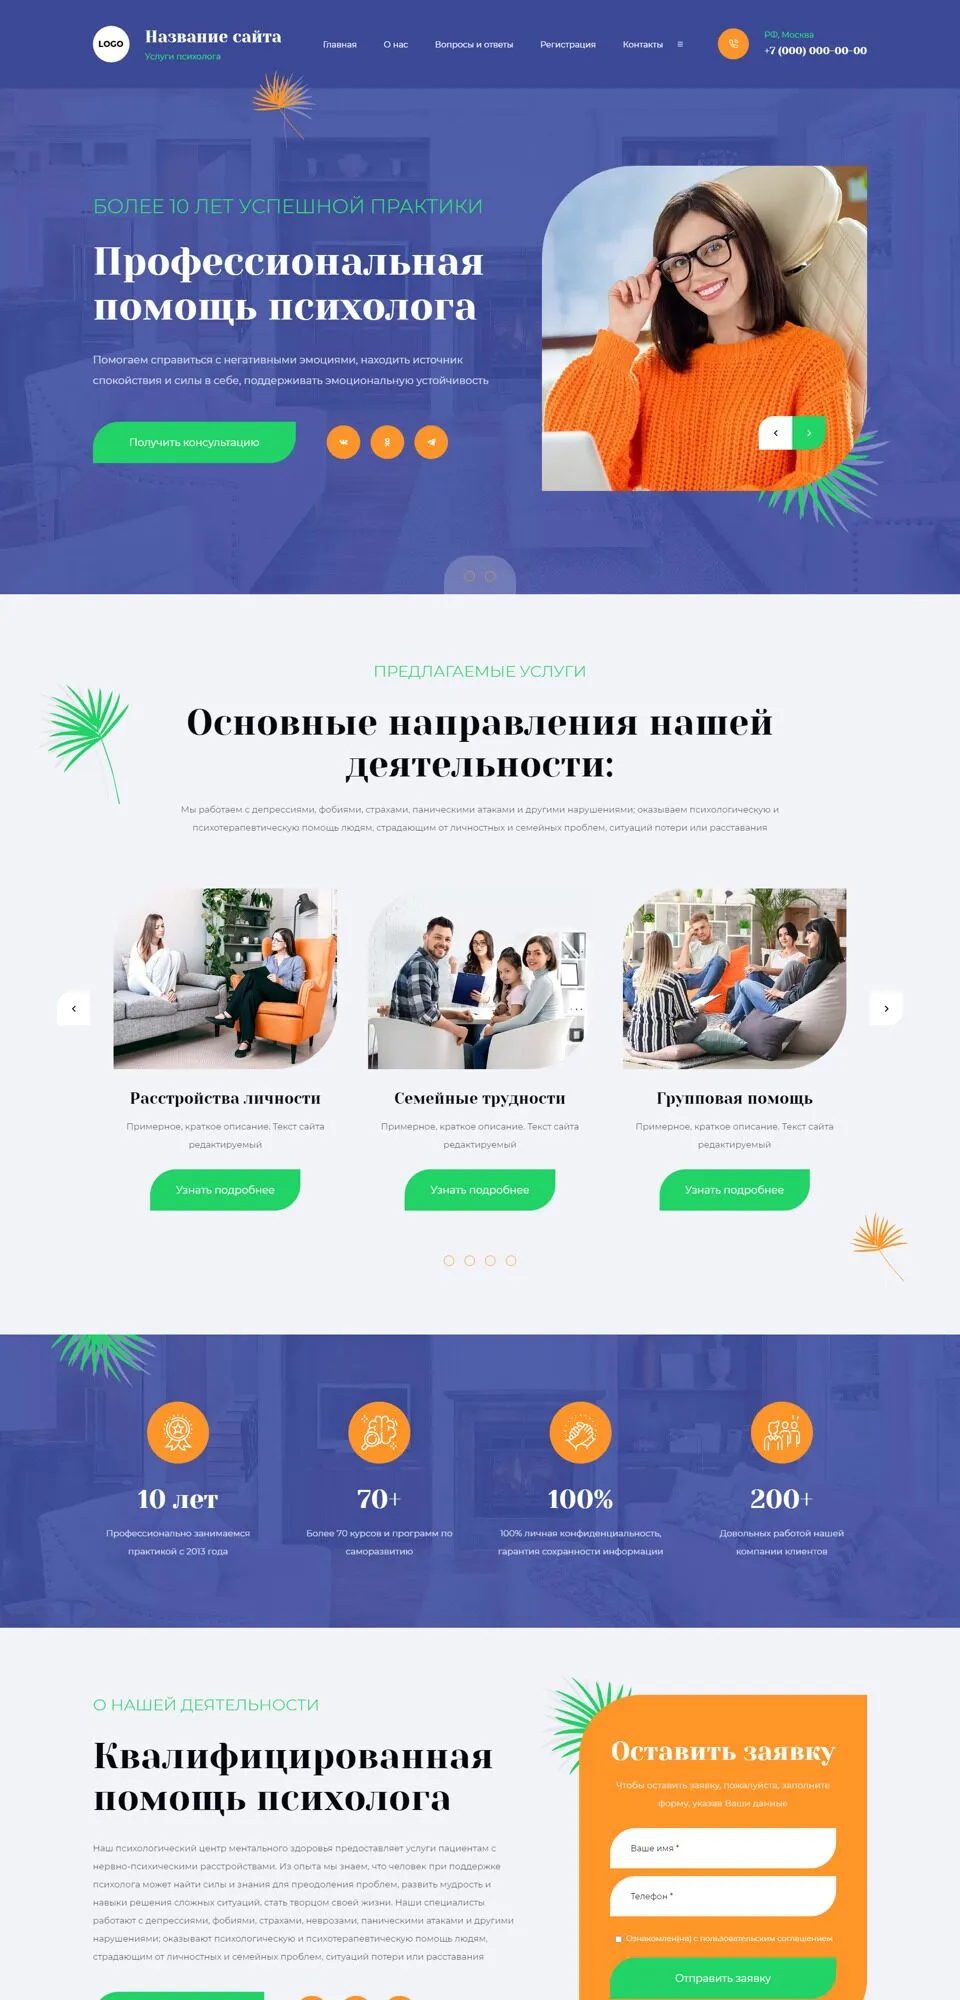 LOGO
Название сайта
Услуги психолога
Главная
О нас
Вопросы и ответы
Регистрация
Контакты
РФ, Москва
+7 (000) 000-00-00
БОЛЕЕ 10 ЛЕТ УСПЕШНОЙ ПРАКТИКИ
Профессиональная
помощь психолога
Помогаем справиться с негативными эмоциями, находить источник
спокойствия и силы в себе, поддерживать эмоциональную устойчивость
Получить консультацию
ПРЕДЛАГАЕМЫЕ УСЛУГИ
Основные направления нашей
деятельности:
Мы работаем с депрессиями, фобиями, страхами, паническими атаками и другими нарушениями; оказываем психологическую и
психотерапевтическую помощь людям, страдающим от личностных и семейных проблем, ситуаций потери или расставания
Расстройства личности
Примерное, краткое описание. Текст сайта
редактируемый
Узнать подробнее
Семейные трудности
Примерное, краткое описание. Текст сайта
редактируемый
Узнать подробнее
Групповая помощь
Примерное, краткое описание. Текст сайта
редактируемый
Узнать подробнее
10 лет
Профессионально занимаемся
практикой с 2013 года
70+
Более 70 курсов и программ по
саморазвитию
100%
100% личная конфиденциальность,
гарантия сохранности информации
200+
Довольных работой нашей
компании клиентов
О НАШЕЙ ДЕЯТЕЛЬНОСТИ
Квалифицированная
помощь психолога
Наш психологический центр ментального здоровья предоставляет услуги пациентам с
нервно-психическими расстройствами. Из опыта мы знаем, что человек при поддержке
психолога может найти силы и знания для преодоления проблем, развить мудрость и
навыки решения сложных ситуаций, стать творцом своей жизни. Наши специалисты
работают с депрессиями, фобиями, страхами, неврозами, паническими атаками и другими
нарушениями; оказывают психологическую и психотерапевтическую помощь людям,
страдающим от личностных и семейных проблем, ситуаций потери или расставания
Оставить заявку
Чтобы оставить заявку, пожалуйста, заполните
форму, указав Ваши данные
Ваше имя *
Телефон *
Ознакомлен(на) с пользовательским соглашением
Отправить заявку